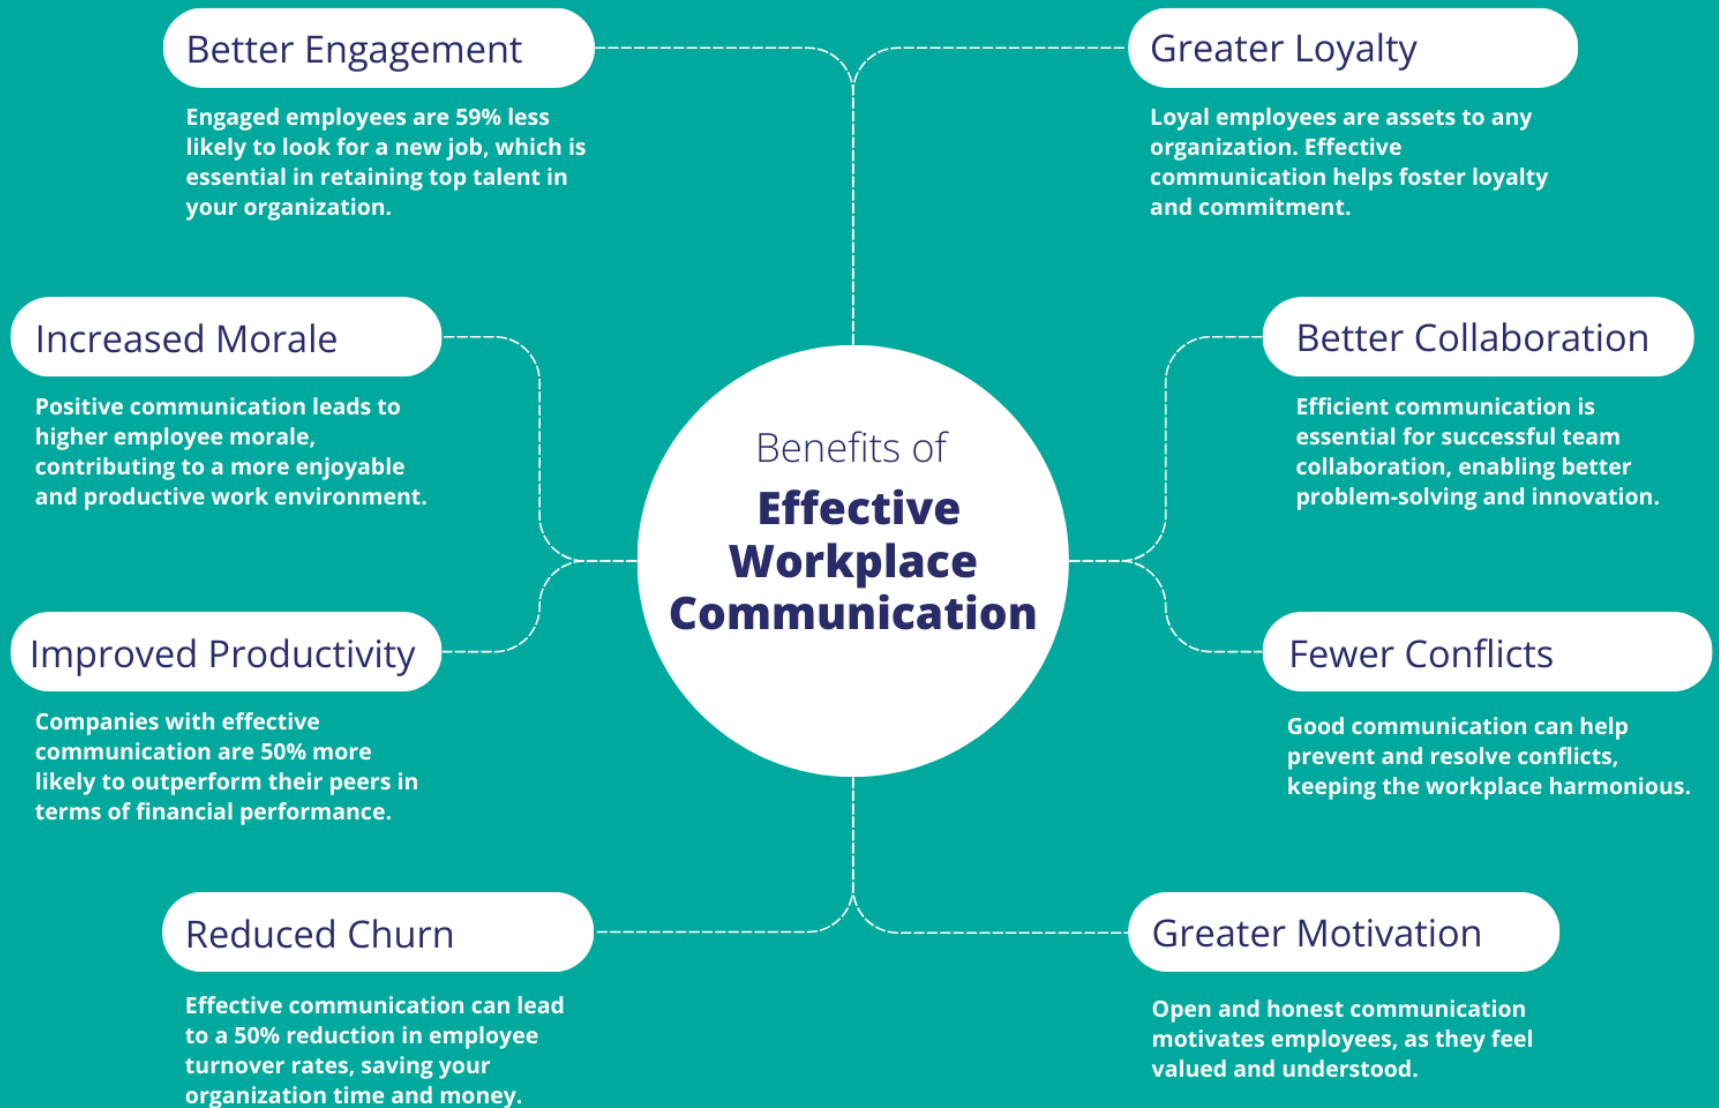 Better Engagement
Engaged employees are 59% less
likely to look for a new job, which is
essential in retaining top talent in
your organization.
Greater Loyalty
Loyal employees are assets to any
organization. Effective
communication helps foster loyalty
and commitment.
Increased Morale
Positive communication leads to
higher employee morale,
contributing to a more enjoyable
and productive work environment.
Better Collaboration
Efficient communication is
essential for successful team
collaboration, enabling better
problem-solving and innovation.
Benefits of
Effective
Workplace
Communication
Improved Productivity
Companies with effective
communication are 50% more
likely to outperform their peers in
terms of financial performance.
Fewer Conflicts
Good communication can help
prevent and resolve conflicts,
keeping the workplace harmonious.
Reduced Churn
Effective communication can lead
to a 50% reduction in employee
turnover rates, saving your
organization time and money.
Greater Motivation
Open and honest communication
motivates employees, as they feel
valued and understood.